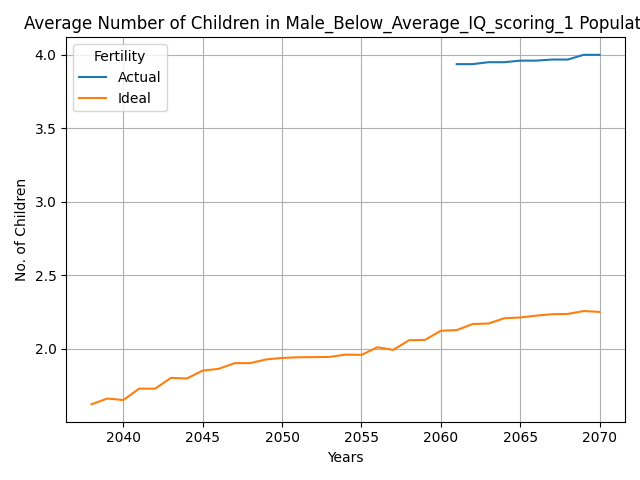 Average Number of Children in Male_Below_Average_IQ_scoring_1 Populat
Fertility
Actual
Ideal
4.0
3.5
3.0
2.5
2.0
No. of Children
2040 2045 2050 2055 2060 2065 2070
Years